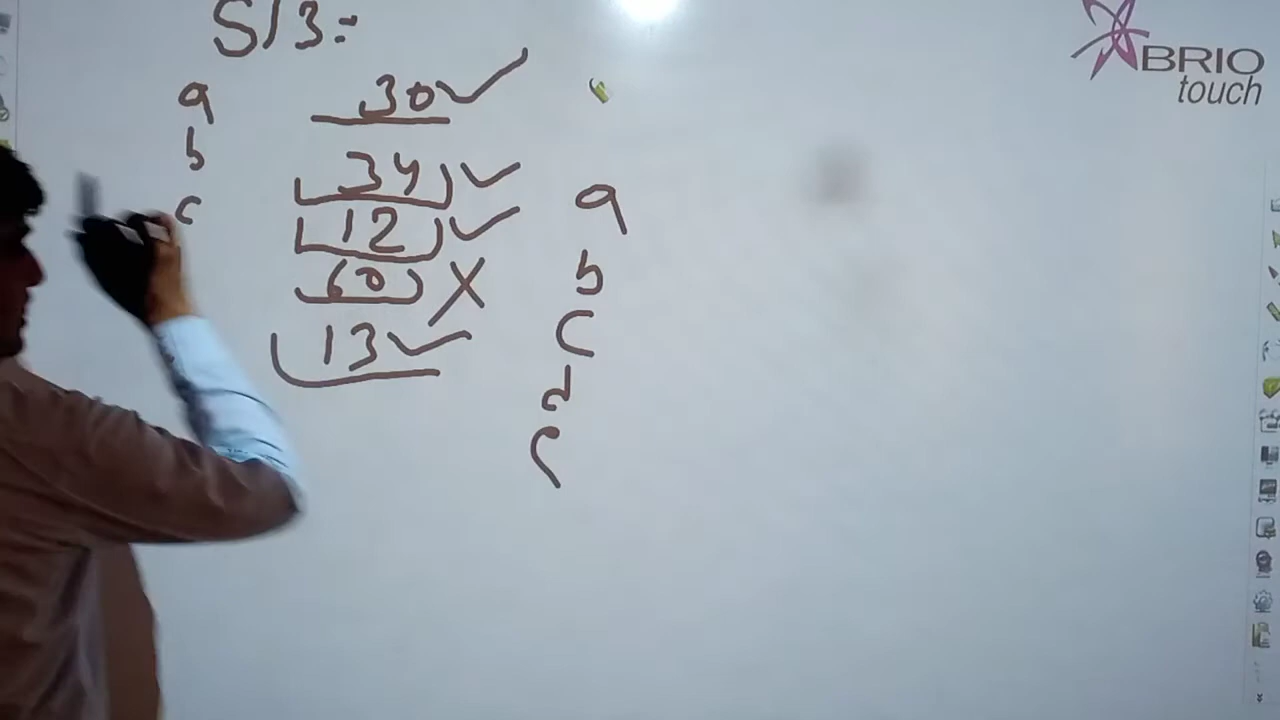 S13:
BRIO
touch
a 30 ✓
b 34 ✓ a
c 12 ✓ b
60 X c
13 ✓ d
e